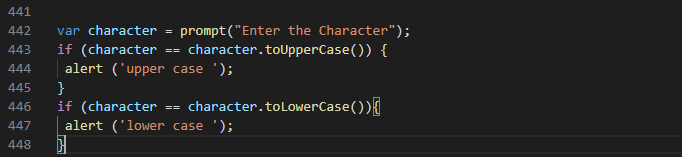 441
442 var character = prompt("Enter the Character");
443 if (character == character.toUpperCase()) {
444 alert ('upper case ');
445 }
446 if (character == character.toLowerCase()){
447 alert ('lower case ');
448 }